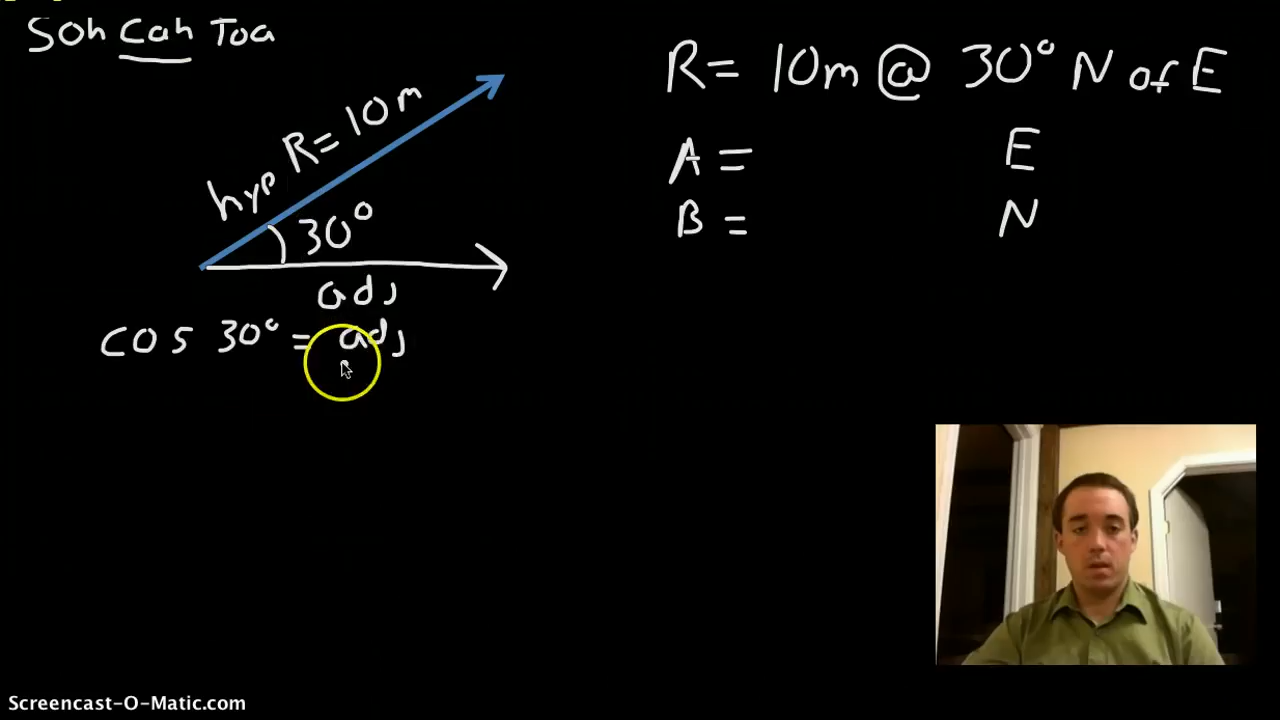 Soh Cah Toa
hyp R= 10m
30°
adj
cos 30° = adj
R= 10m @ 30° N of E
A = E
B = N
Screencast-O-Matic.com